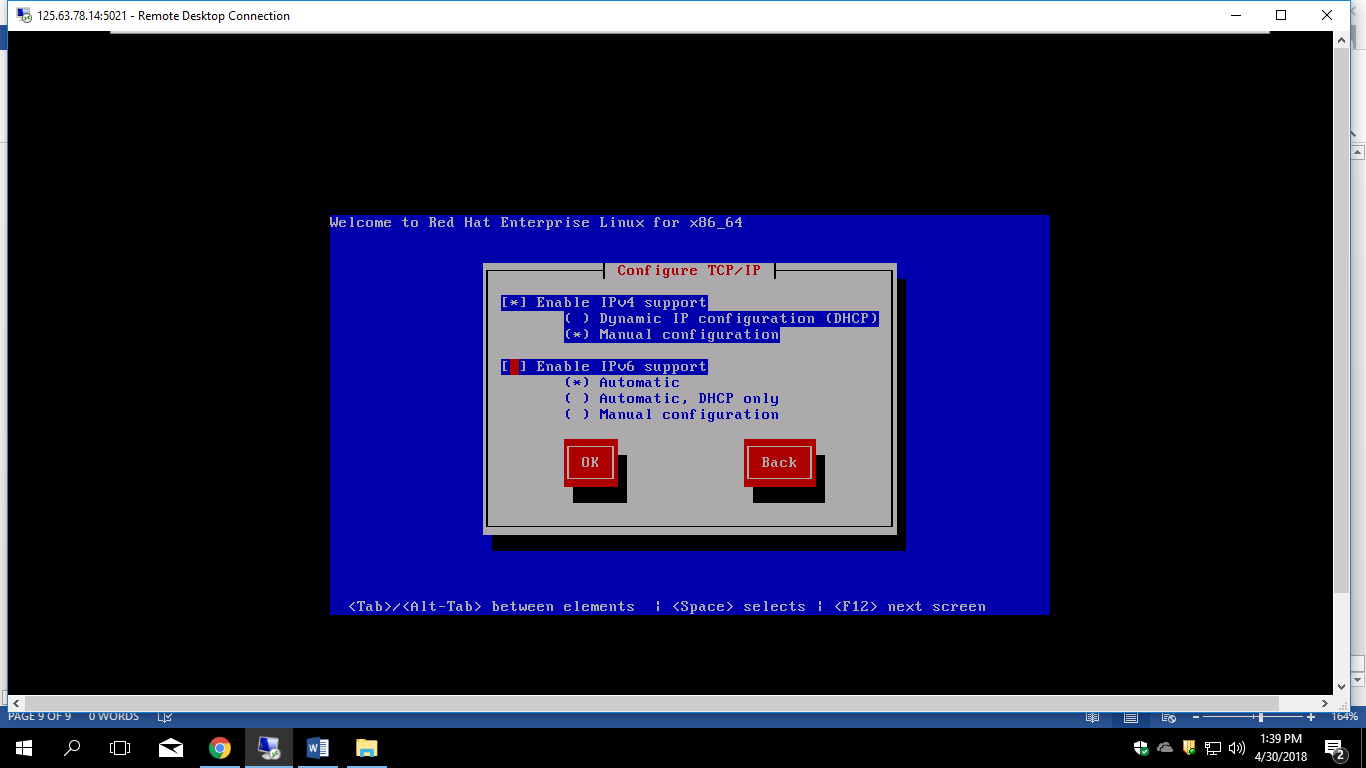 125.63.78.14:5021 - Remote Desktop Connection
Welcome to Red Hat Enterprise Linux for x86_64
Configure TCP/IP
[*] Enable IPv4 support
( ) Dynamic IP configuration (DHCP)
(*) Manual configuration
[ ] Enable IPv6 support
(*) Automatic
( ) Automatic, DHCP only
( ) Manual configuration
OK
Back
<Tab>/<Alt-Tab> between elements | <Space> selects | <F12> next screen
PAGE 9 OF 9 0 WORDS
164%
1:39 PM
4/30/2018
2